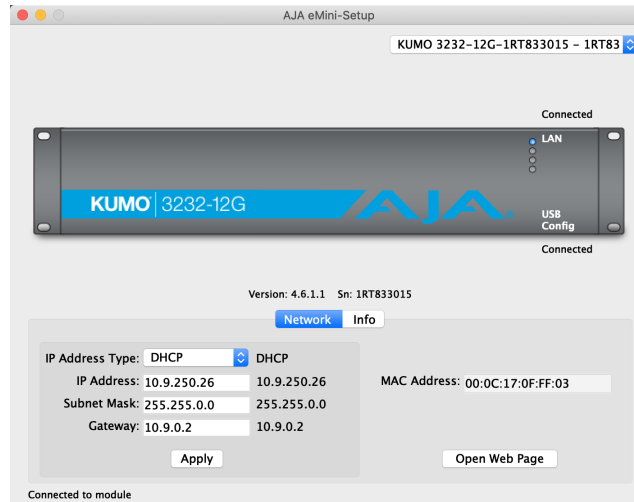 AJA eMini-Setup
KUMO 3232-12G-1RT833015 - 1RT83
Connected
LAN
KUMO® 3232-12G
AJA®
USB
Config
Connected
Version: 4.6.1.1 Sn: 1RT833015
Network Info
IP Address Type: DHCP DHCP
IP Address: 10.9.250.26 10.9.250.26
MAC Address: 00:0C:17:0F:FF:03
Subnet Mask: 255.255.0.0 255.255.0.0
Gateway: 10.9.0.2 10.9.0.2
Apply Open Web Page
Connected to module